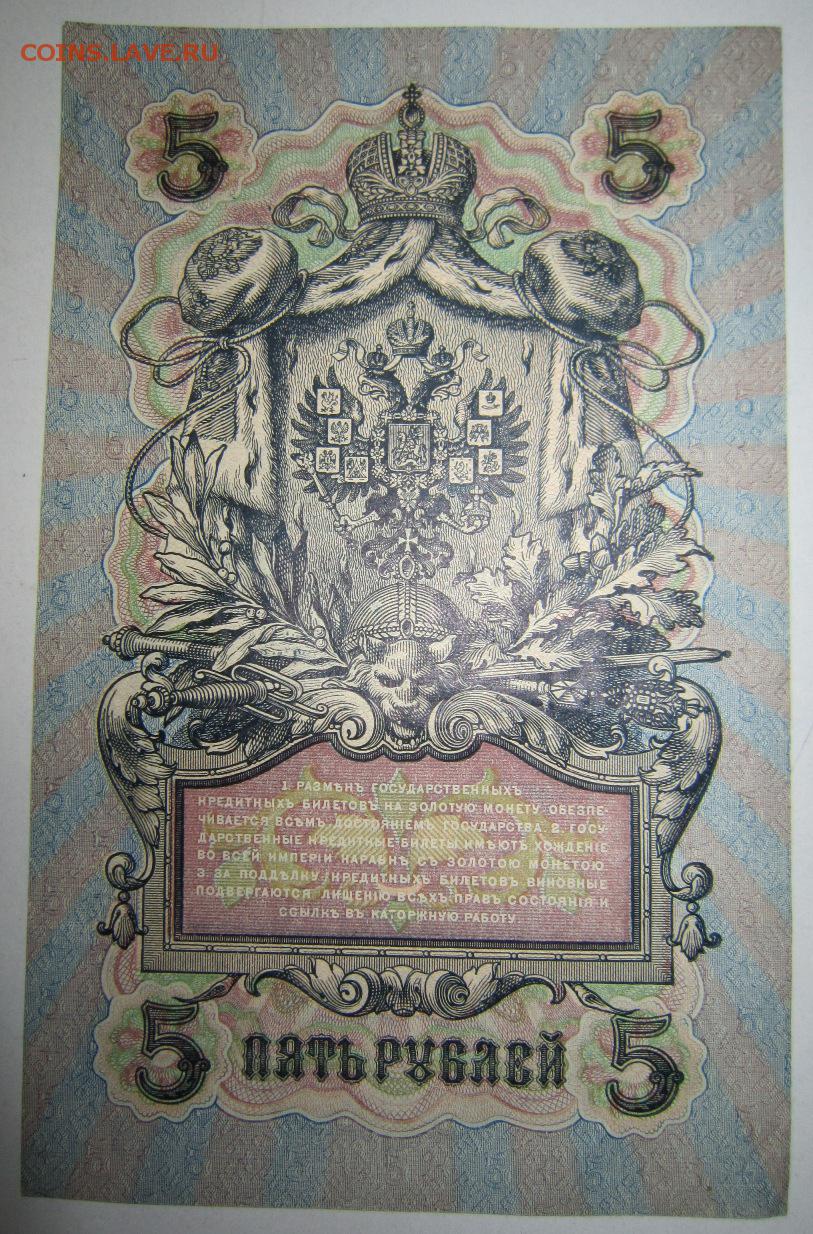 COINS.LAVE.РУ
5 5
1. РАЗМѢНЪ ГОСУДАРСТВЕННЫХЪ
КРЕДИТНЫХЪ БИЛЕТОВЪ НА ЗОЛОТУЮ МОНЕТУ ОБЕЗПЕ-
ЧИВАЕТСЯ ВСѢМЪ ДОСТОЯНІЕМЪ ГОСУДАРСТВА. 2. ГОСУ-
ДАРСТВЕННЫЕ КРЕДИТНЫЕ БИЛЕТЫ ИМѢЮТЪ ХОЖДЕНІЕ
ВО ВСЕЙ ИМПЕРІИ НАРАВНѢ СЪ ЗОЛОТОЮ МОНЕТОЮ
3. ЗА ПОДДѢЛКУ КРЕДИТНЫХЪ БИЛЕТОВЪ ВИНОВНЫЕ
ПОДВЕРГАЮТСЯ ЛИШЕНІЮ ВСѢХЪ ПРАВЪ СОСТОЯНІЯ И
ССЫЛКѢ ВЪ КАТОРЖНУЮ РАБОТУ
5 ПЯТЬ РУБЛЕЙ 5